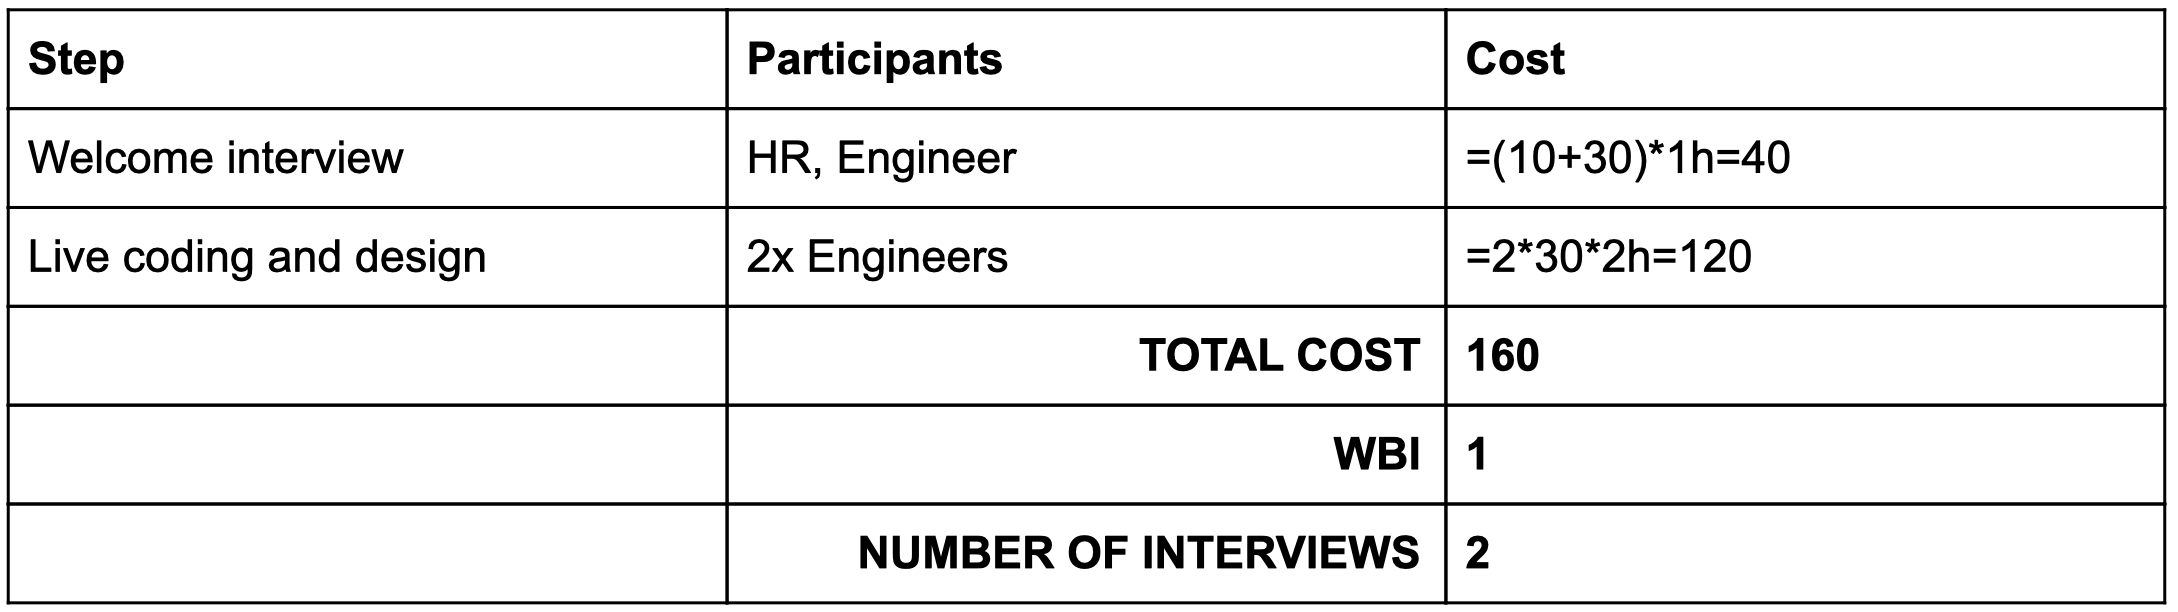 Step Participants Cost
Welcome interview HR, Engineer =(10+30)*1h=40
Live coding and design 2x Engineers =2*30*2h=120
TOTAL COST 160
WBI 1
NUMBER OF INTERVIEWS 2